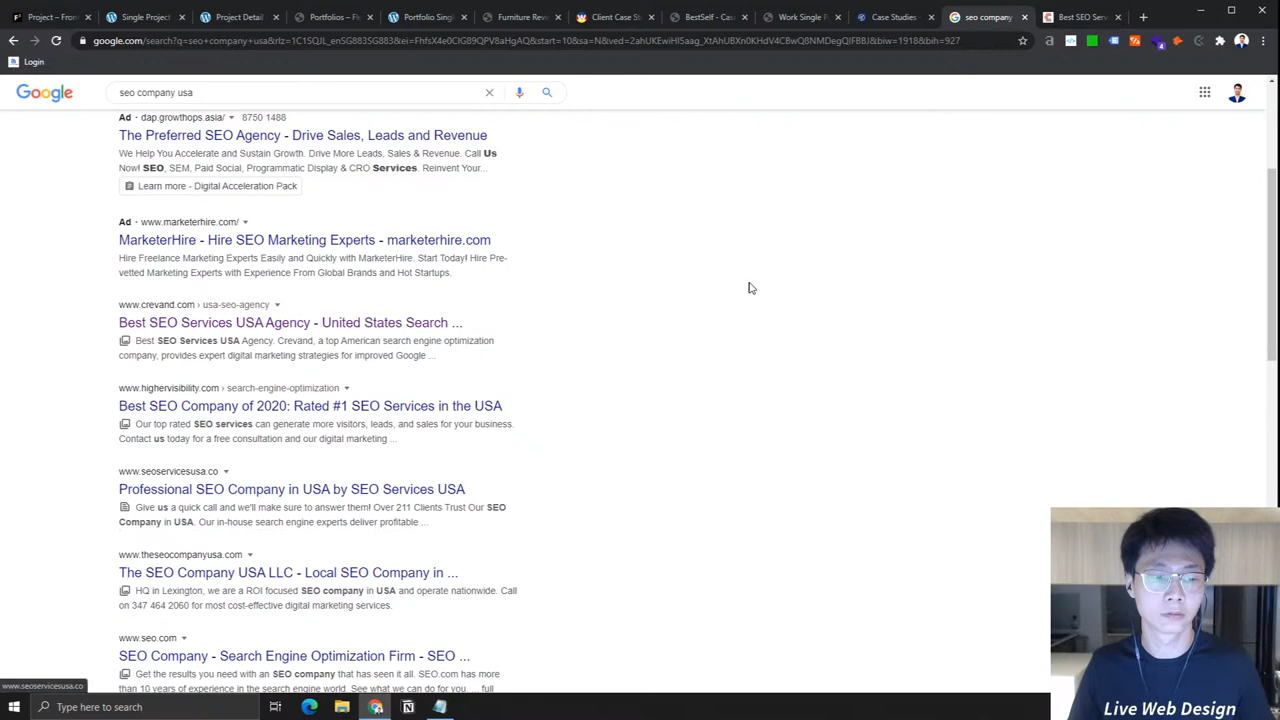 Project – Fron
Single Project
Project Detail
Portfolios – Fle
Portfolio Singl
Furniture Reve
Client Case St
BestSelf - Casa
Work Single Pa
Case Studies -
seo company
Best SEO Servi
google.com/search?q=seo+company+usa&rlz=1C1SQJL_enSG883SG883&
Login
Google
seo company usa
Ad · dap.growthops.asia/ 8750 1488
The Preferred SEO Agency - Drive Sales, Leads and Revenue
We Help You Accelerate and Sustain Growth. Drive More Leads, Sales & Revenue. Call Us
Now! SEO, SEM, Paid Social, Programmatic Display & CRO Services. Reinvent Your...
Learn more - Digital Acceleration Pack
Ad · www.marketerhire.com/
MarketerHire - Hire SEO Marketing Experts - marketerhire.com
Hire Freelance Marketing Experts Easily and Quickly with MarketerHire. Start Today! Hire Pre-
vetted Marketing Experts with Experience From Global Brands and Hot Startups.
www.crevand.com › usa-seo-agency
Best SEO Services USA Agency - United States Search ...
Best SEO Services USA Agency. Crevand, a top American search engine optimization
company, provides expert digital marketing strategies for improved Google ...
www.highervisibility.com › search-engine-optimization
Best SEO Company of 2020: Rated #1 SEO Services in the USA
Our top rated SEO services can generate more visitors, leads, and sales for your business.
Contact us today for a free consultation and our digital marketing ...
www.seoservicesusa.co
Professional SEO Company in USA by SEO Services USA
Give us a quick call and we'll make sure to answer them! Over 211 Clients Trust Our SEO
Company in USA. Our in-house search engine experts deliver profitable ...
www.theseocompanyusa.com
The SEO Company USA LLC - Local SEO Company in ...
HQ in Lexington, we are a ROI focused SEO company in USA and operate nationwide. Call
on 347 464 2060 for most cost-effective digital marketing services.
www.seo.com
SEO Company - Search Engine Optimization Firm - SEO ...
Get the results you need with an SEO company that has seen it all. SEO.com has more
than 10 years of experience in the search engine world. See what we can do for you. ... full
www.seoservicesusa.co
Type here to search
Live Web Design